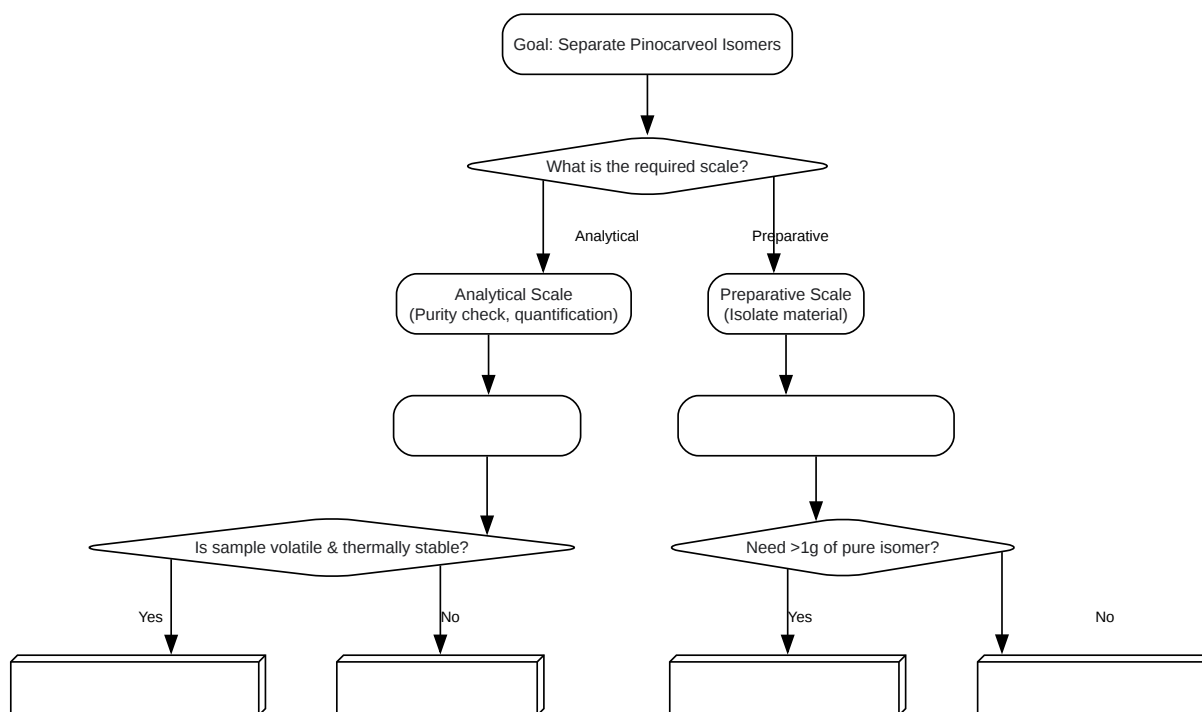 Goal: Separate Pinocarveol Isomers
What is the required scale?
Analytical
Preparative
Analytical Scale
(Purity check, quantification)
Preparative Scale
(Isolate material)
Is sample volatile & thermally stable?
Need >1g of pure isomer?
Yes
No
Yes
No